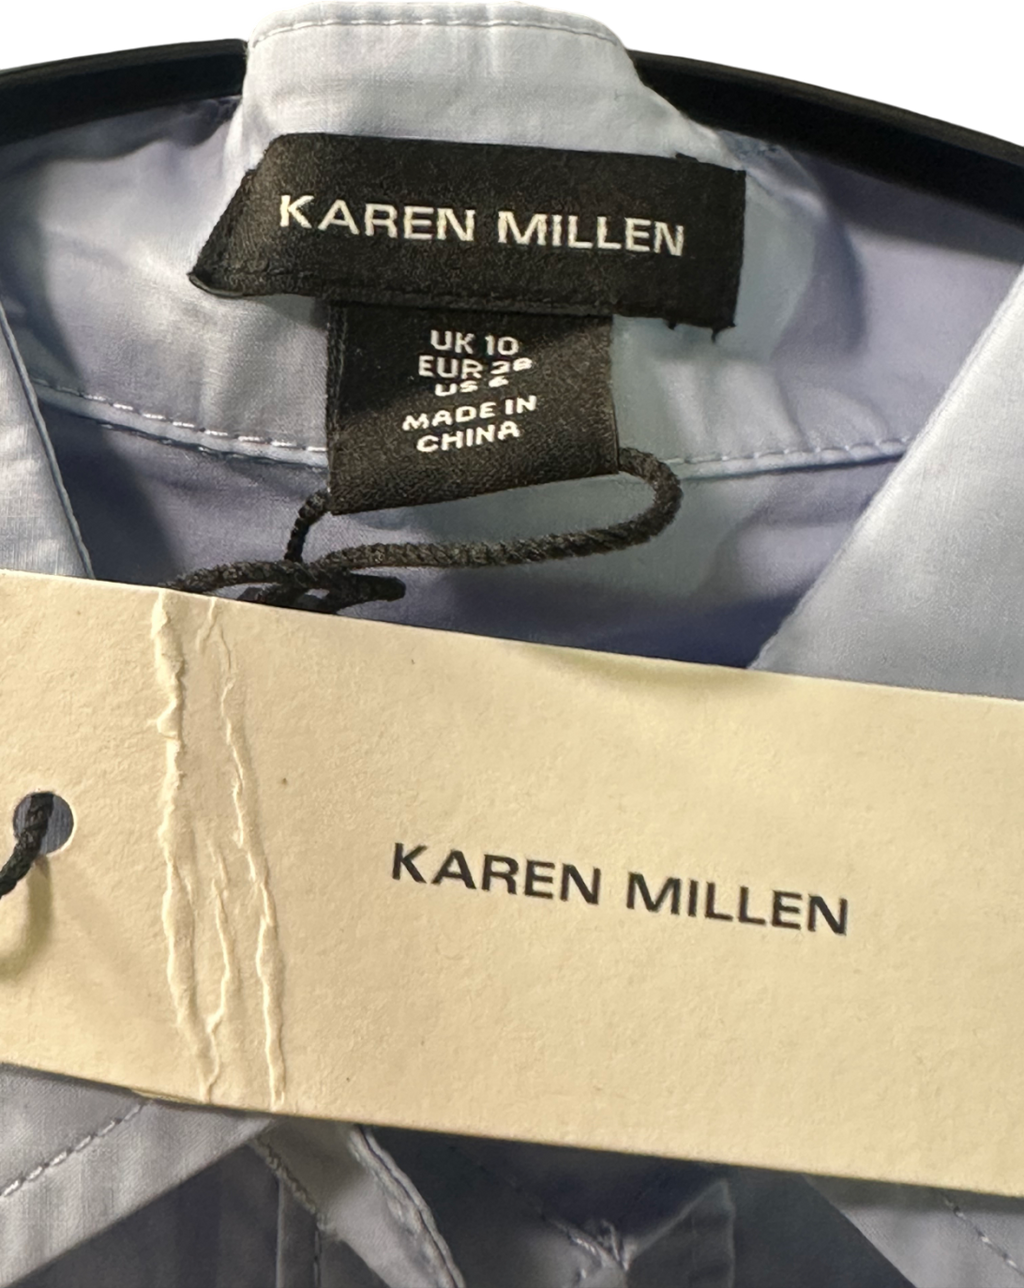 KAREN MILLEN
UK 10
EUR 38
US 6
MADE IN
CHINA
KAREN MILLEN